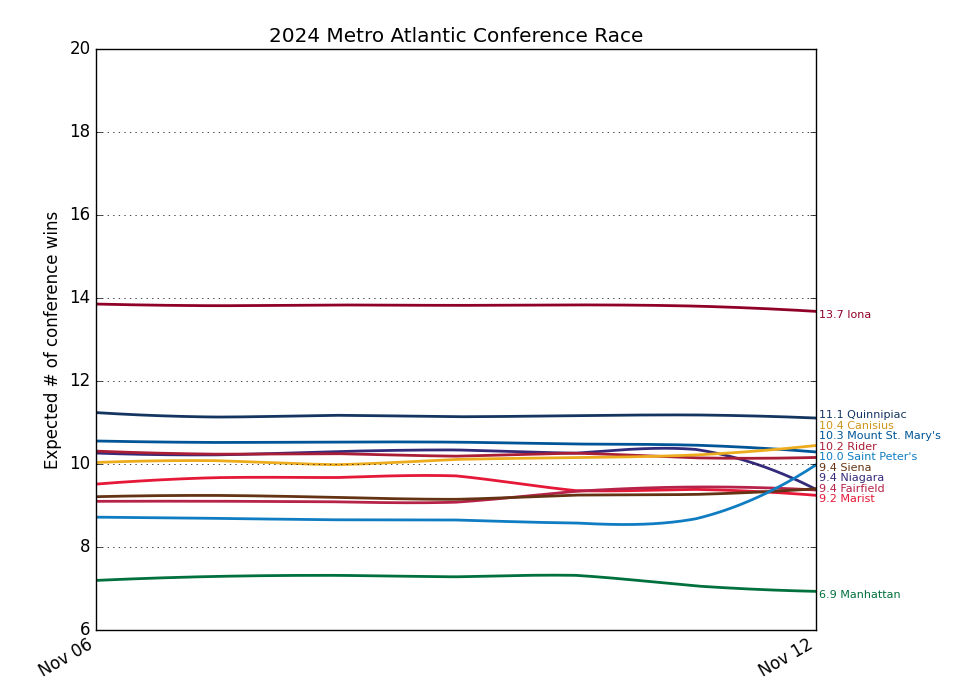 2024 Metro Atlantic Conference Race
Expected # of conference wins
20
18
16
14
12
10
8
6
Nov 06
Nov 12
13.7 Iona
11.1 Quinnipiac
10.4 Canisius
10.3 Mount St. Mary's
10.2 Rider
10.0 Saint Peter's
9.4 Siena
9.4 Niagara
9.4 Fairfield
9.2 Marist
6.9 Manhattan